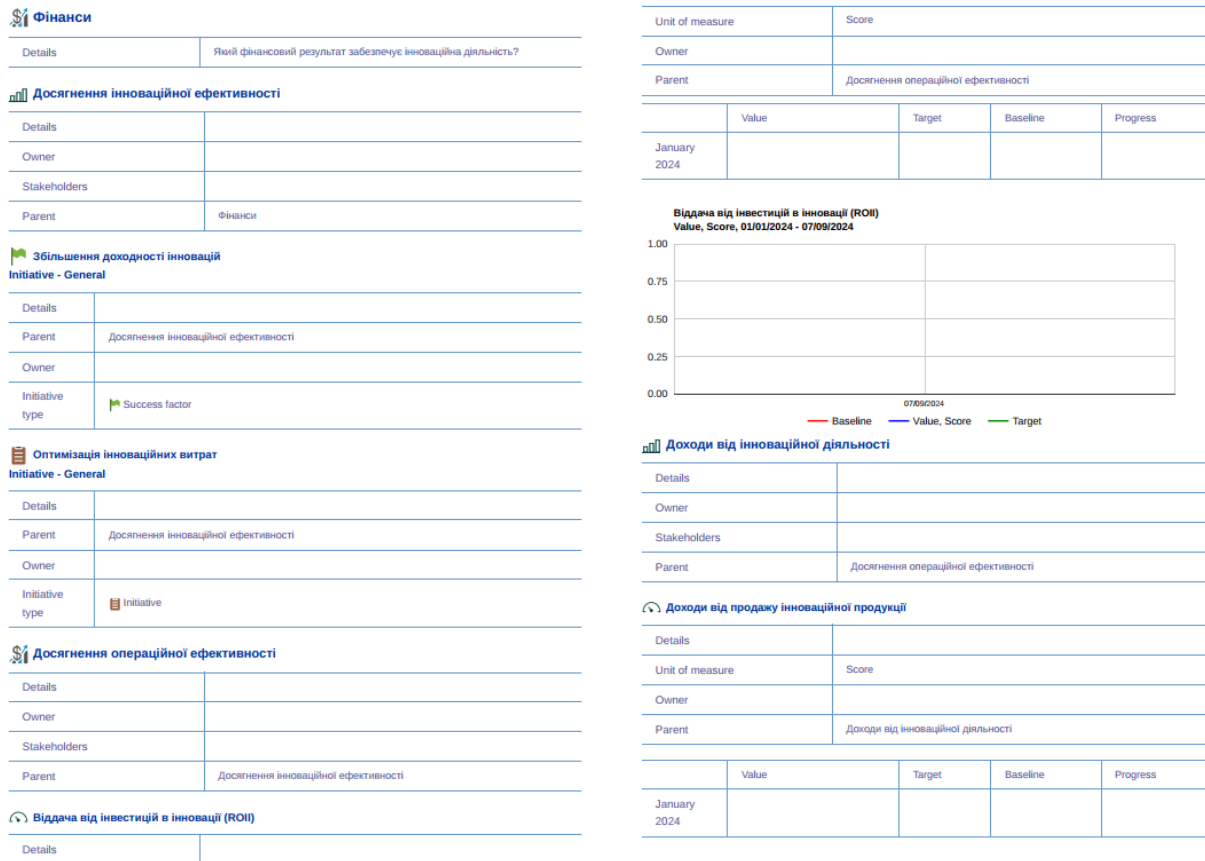 Фінанси
Details Який фінансовий результат забезпечує інноваційна діяльність?
Досягнення інноваційної ефективності
Details
Owner
Stakeholders
Parent Фінанси
Збільшення доходності інновацій
Initiative - General
Details
Parent Досягнення інноваційної ефективності
Owner
Initiative
type
Success factor
Оптимізація інноваційних витрат
Initiative - General
Details
Parent Досягнення інноваційної ефективності
Owner
Initiative
type
Initiative
Досягнення операційної ефективності
Details
Owner
Stakeholders
Parent Досягнення інноваційної ефективності
Віддача від інвестицій в інновації (ROII)
Details
Unit of measure Score
Owner
Parent Досягнення операційної ефективності
Value Target Baseline Progress
January
2024
Віддача від інвестицій в інновації (ROII)
Value, Score, 01/01/2024 - 07/09/2024
1.00
0.75
0.50
0.25
0.00
07/09/2024
Baseline Value, Score Target
Доходи від інноваційної діяльності
Details
Owner
Stakeholders
Parent Досягнення операційної ефективності
Доходи від продажу інноваційної продукції
Details
Unit of measure Score
Owner
Parent Доходи від інноваційної діяльності
Value Target Baseline Progress
January
2024